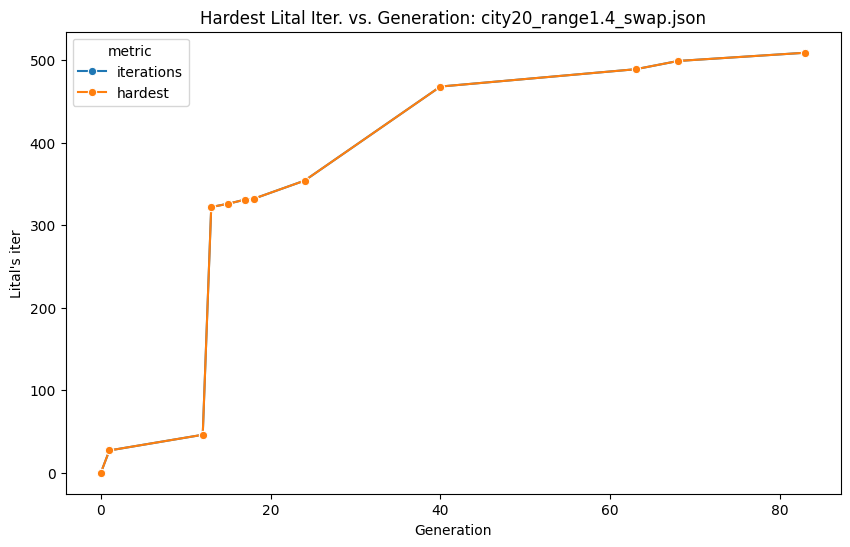 Hardest Lital Iter. vs. Generation: city20_range1.4_swap.json
metric
iterations
hardest
500
400
300
200
100
0
Lital's iter
0 20 40 60 80
Generation